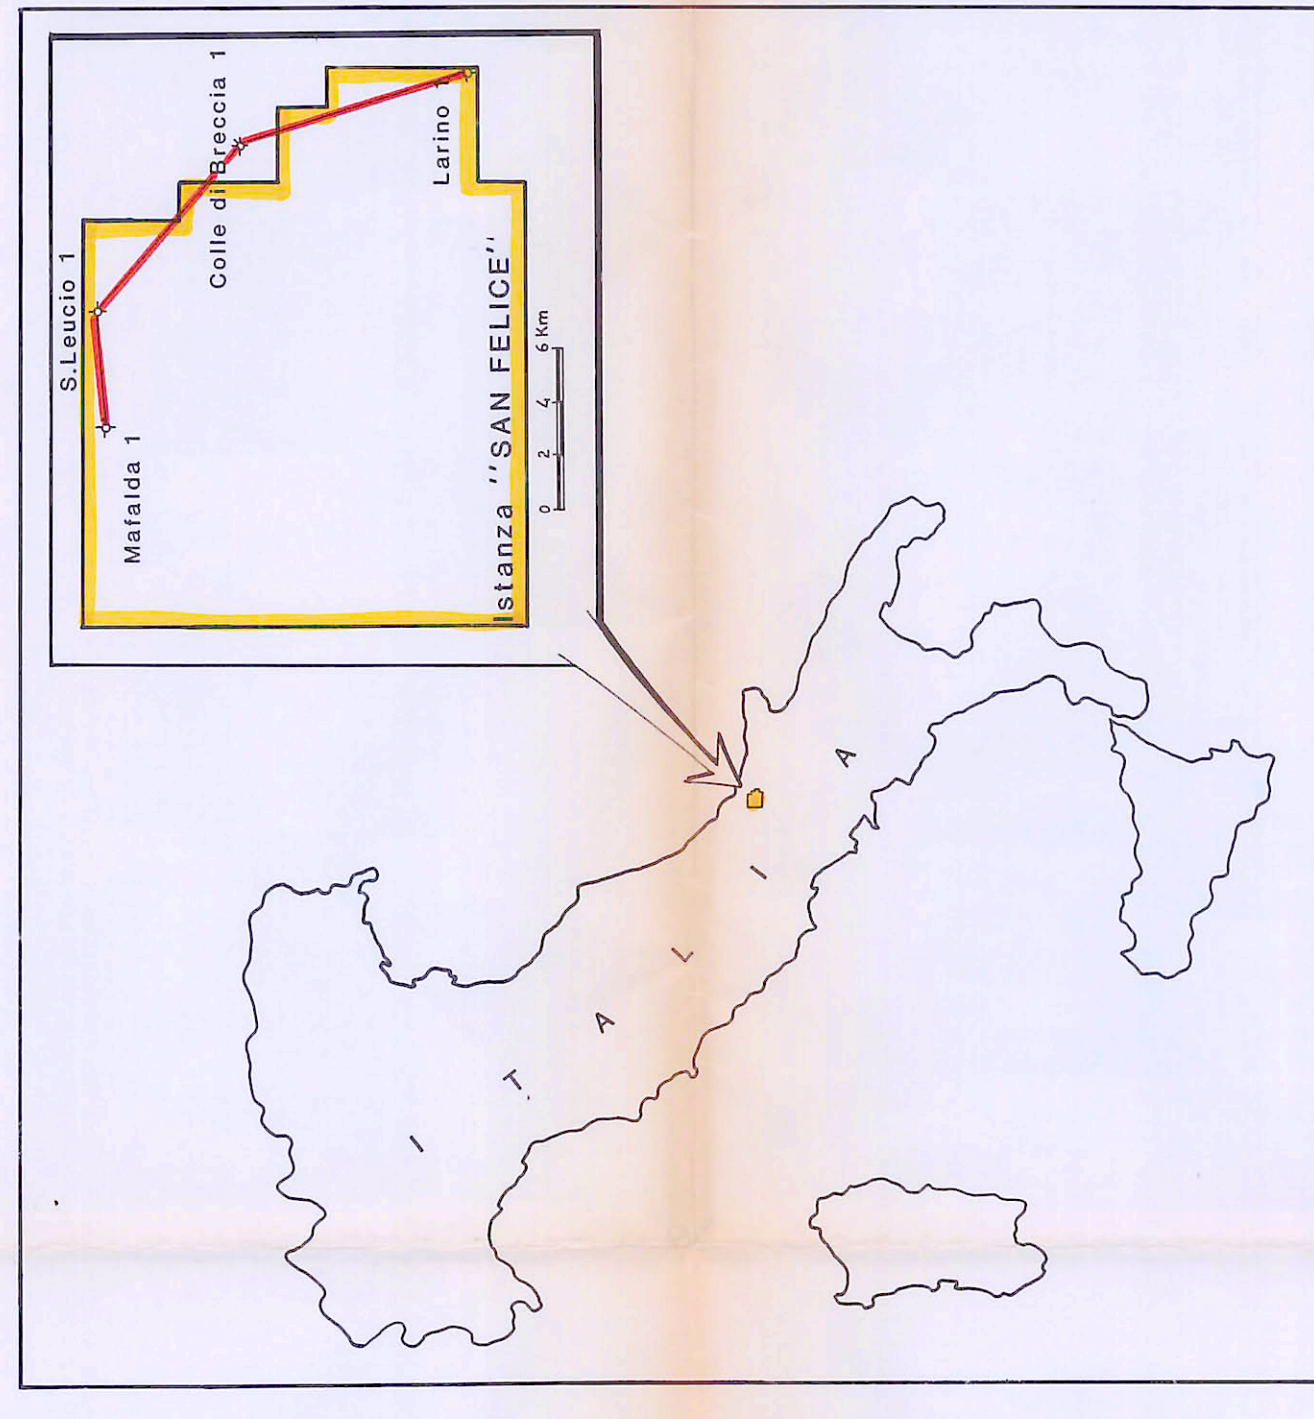 S.Leucio 1
Colle di Breccia 1
Larino 1
Mafalda 1
Istanza ''SAN FELICE''
0 2 4 6 Km
I T A L I A